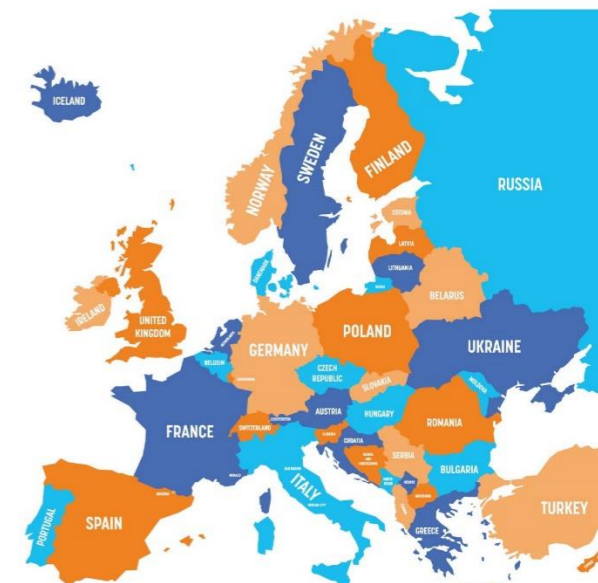 ICELAND
NORWAY
SWEDEN
FINLAND
RUSSIA
ESTONIA
LATVIA
LITHUANIA
DENMARK
BELARUS
IRELAND
UNITED
KINGDOM
BELGIUM
GERMANY
POLAND
UKRAINE
CZECH
REPUBLIC
SLOVAKIA
MOLDOVA
FRANCE
SWITZERLAND
AUSTRIA
HUNGARY
ROMANIA
CROATIA
SERBIA
BULGARIA
ITALY
PORTUGAL
SPAIN
GREECE
TURKEY